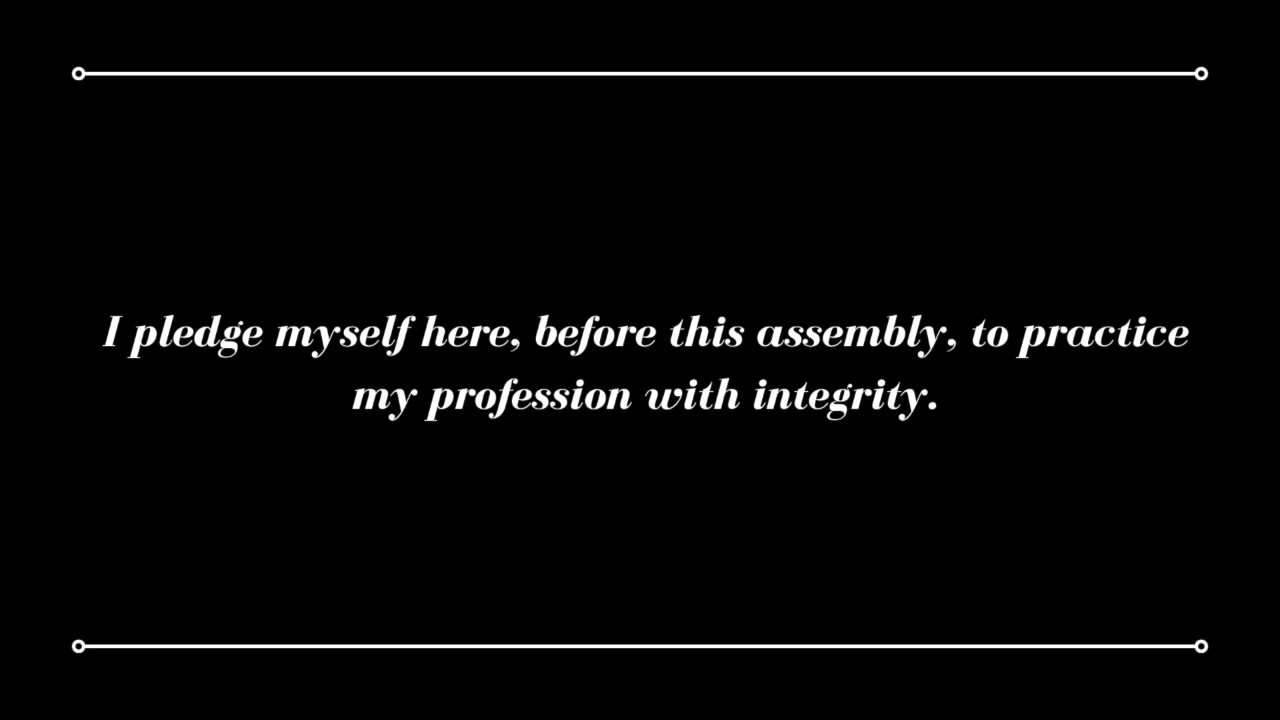 I pledge myself here, before this assembly, to practice
my profession with integrity.